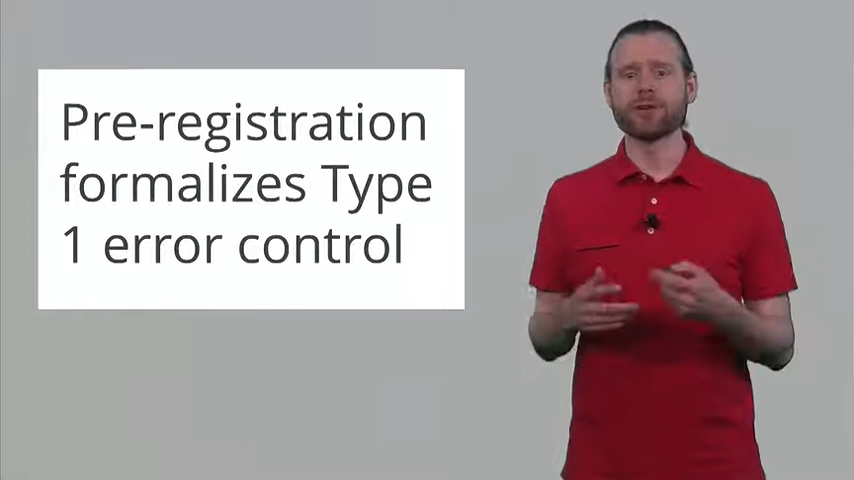 Pre-registration
formalizes Type
1 error control